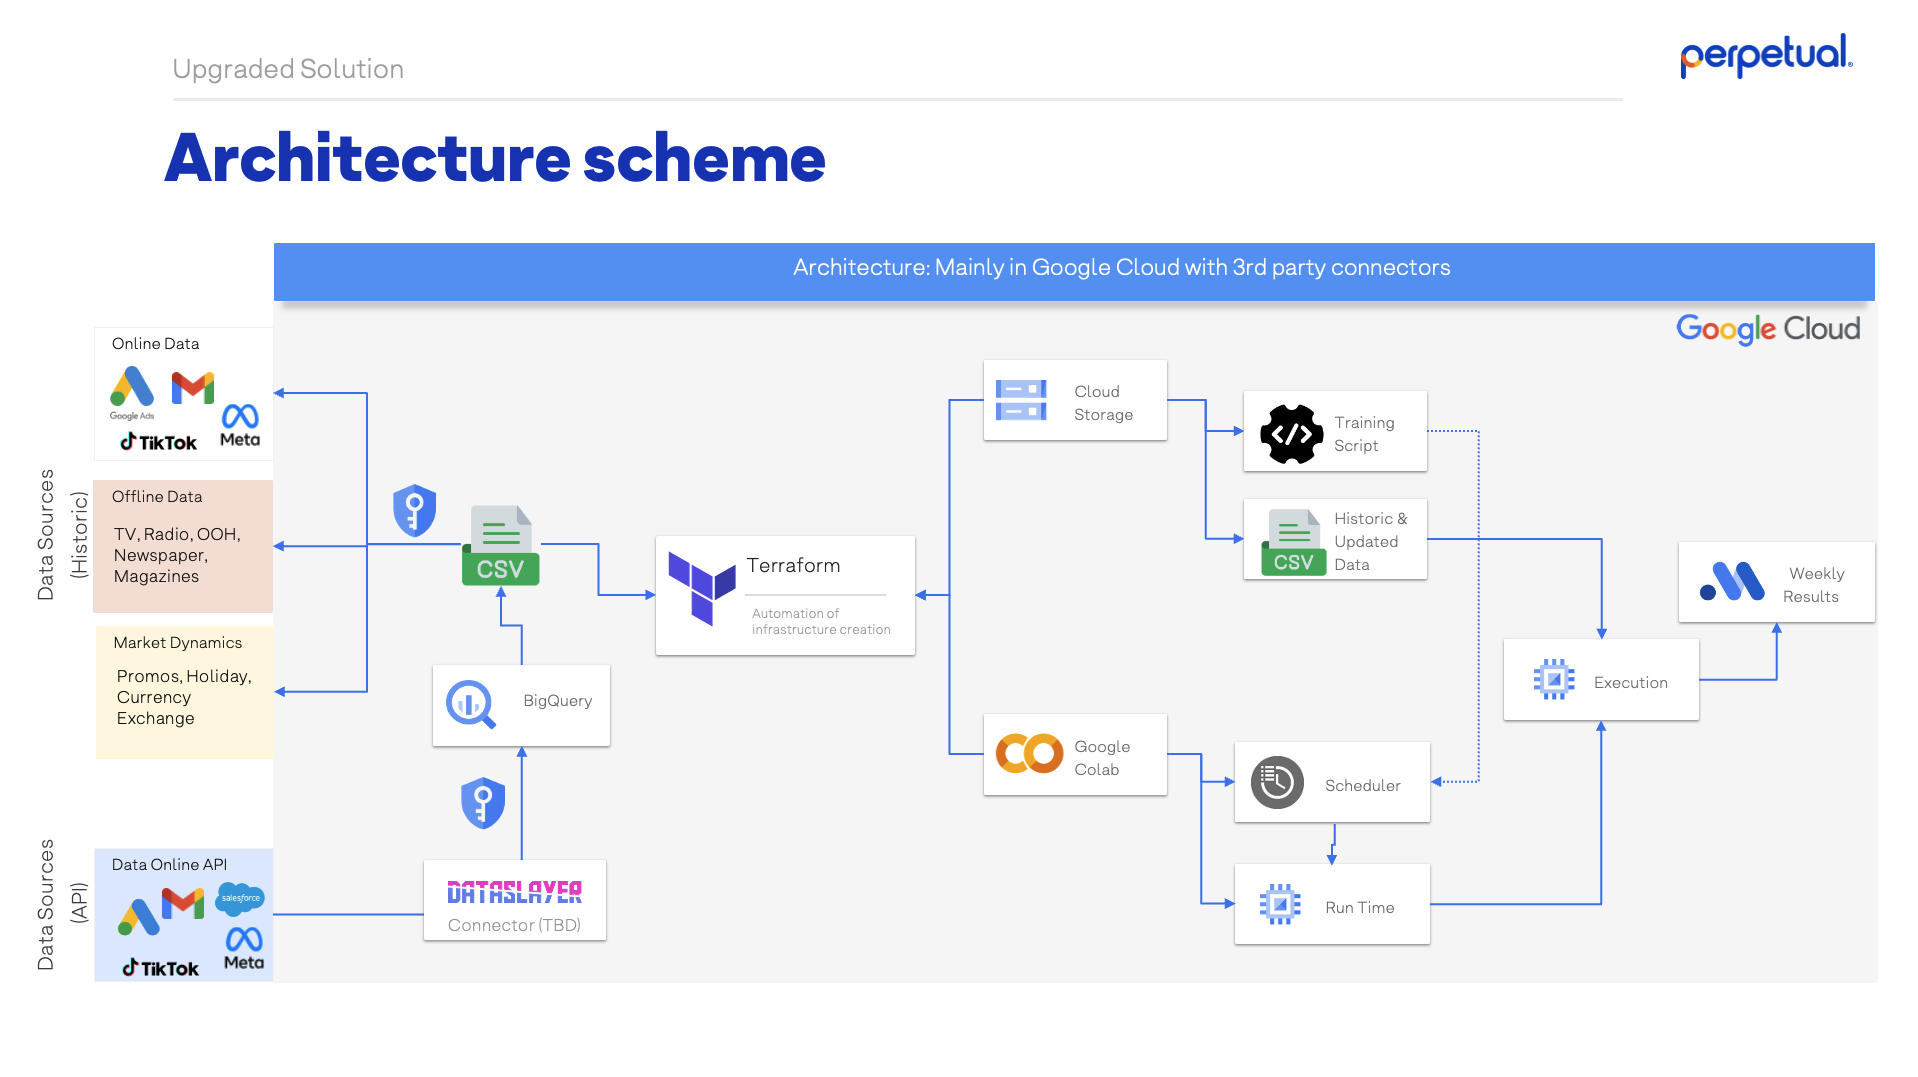 Upgraded Solution
perpetual®
Architecture scheme
Architecture: Mainly in Google Cloud with 3rd party connectors
Google Cloud
Data Sources
(Historic)
Online Data
Google Ads
TikTok
Meta
Offline Data
TV, Radio, OOH,
Newspaper,
Magazines
Market Dynamics
Promos, Holiday,
Currency
Exchange
Data Sources
(API)
Data Online API
salesforce
TikTok
Meta
CSV
BigQuery
DATASLAYER
Connector (TBD)
Terraform
Automation of
infrastructure creation
Cloud
Storage
Google
Colab
Training
Script
CSV
Historic &
Updated
Data
Scheduler
Run Time
Execution
Weekly
Results